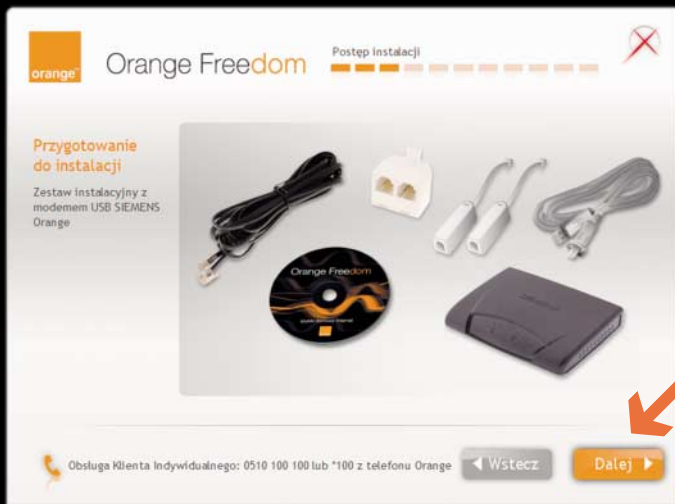 orange™
Orange Freedom
Postęp instalacji
Przygotowanie
do instalacji
Zestaw instalacyjny z
modemem USB SIEMENS
Orange
Orange Freedom
Obsługa Klienta Indywidualnego: 0510 100 100 lub *100 z telefonu Orange
Wstecz
Dalej